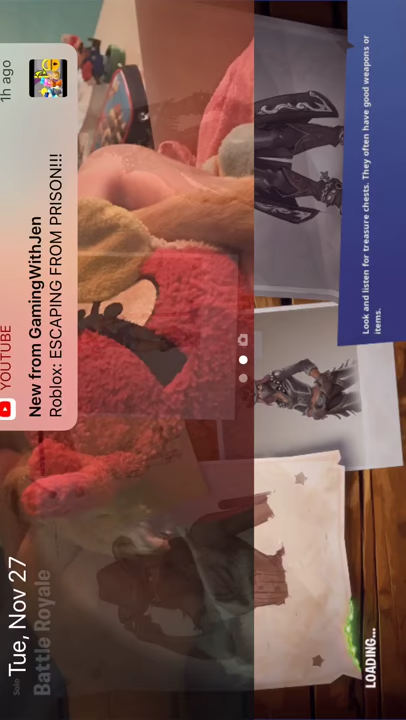 YOUTUBE
1h ago
New from GamingWithJen
Roblox: ESCAPING FROM PRISON!!!
Solo
Tue, Nov 27
Battle Royale
Look and listen for treasure chests. They often have good weapons or
items.
LOADING...